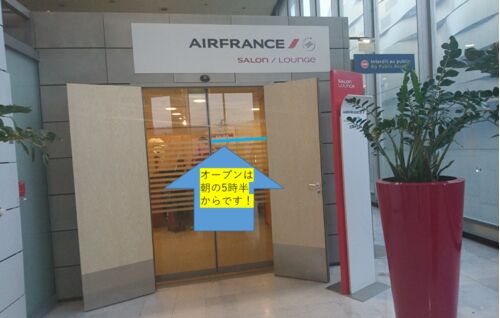 AIRFRANCE
SALON / LOUNGE
Interdit au public
No Public Access
SALON
LOUNGE
AIRFRANCE
オープンは
朝の5時半
からです！